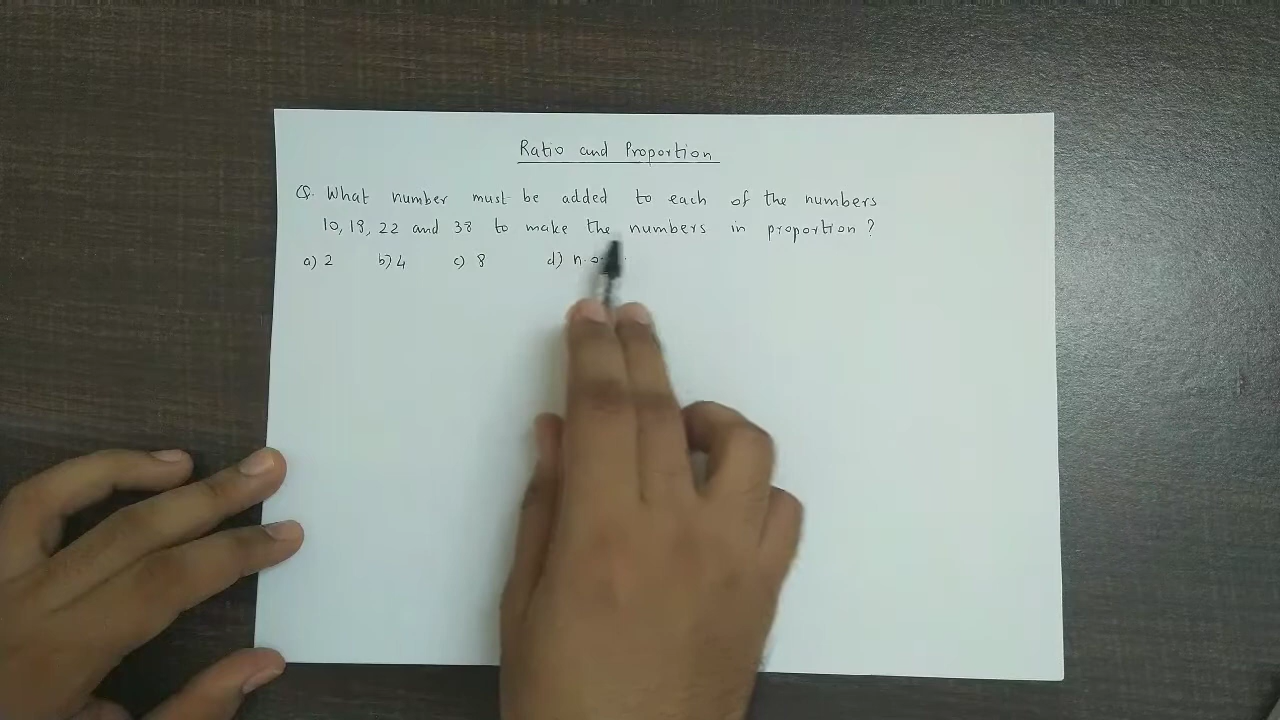 Ratio and Proportion
Q. What number must be added to each of the numbers
10, 18, 22 and 38 to make the numbers in proportion ?
a) 2 b) 4 c) 8 d)